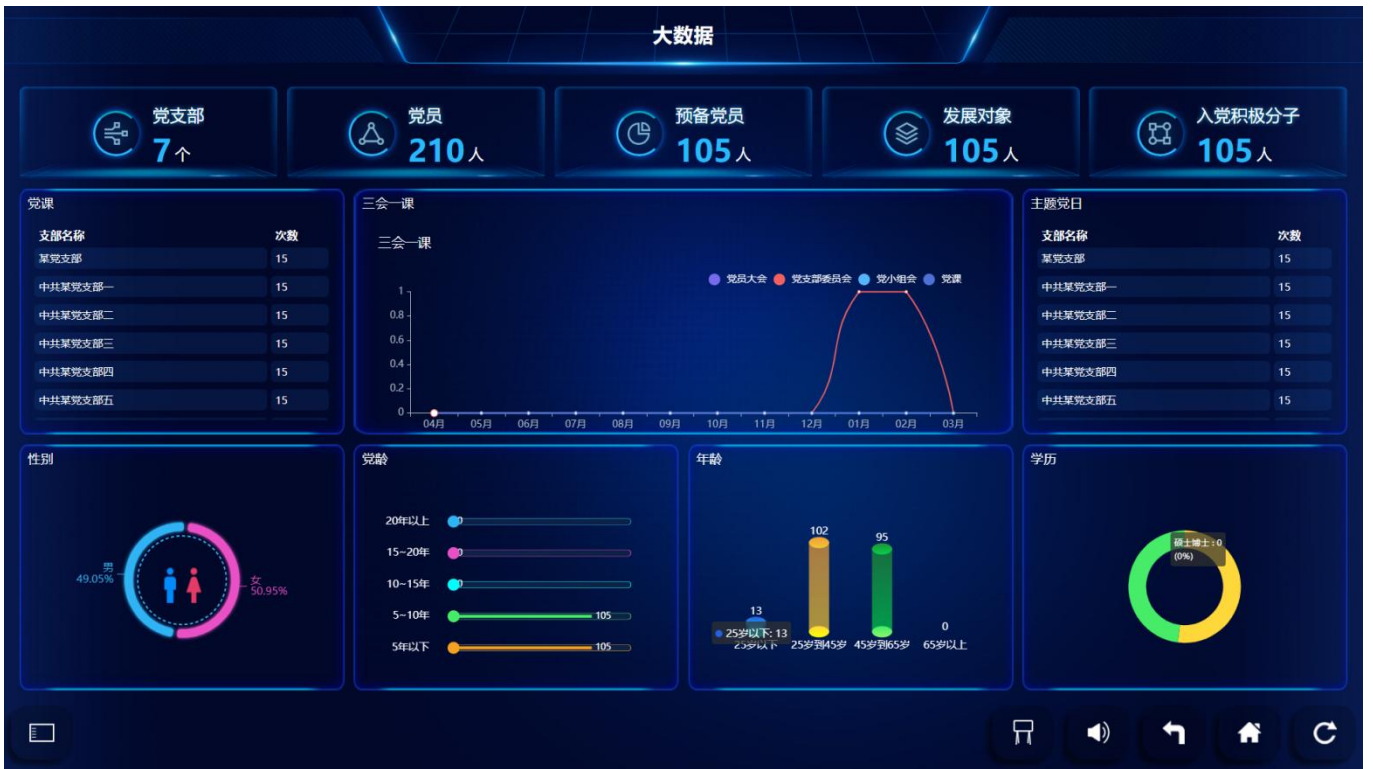 大数据
党支部
7个
党员
210人
预备党员
105人
发展对象
105人
入党积极分子
105人
党课
支部名称 次数
某党支部 15
中共某党支部一 15
中共某党支部二 15
中共某党支部三 15
中共某党支部四 15
中共某党支部五 15
三会一课
三会一课
党员大会 党支部委员会 党小组会 党课
1
0.8
0.6
0.4
0.2
0
04月 05月 06月 07月 08月 09月 10月 11月 12月 01月 02月 03月
主题党日
支部名称 次数
某党支部 15
中共某党支部一 15
中共某党支部二 15
中共某党支部三 15
中共某党支部四 15
中共某党支部五 15
性别
男
49.05%
女
50.95%
党龄
20年以上 0
15~20年 0
10~15年 0
5~10年 105
5年以下 105
年龄
102
95
13
0
25岁以下: 13
25岁以下 25岁到45岁 45岁到65岁 65岁以上
学历
硕士博士 : 0
(0%)